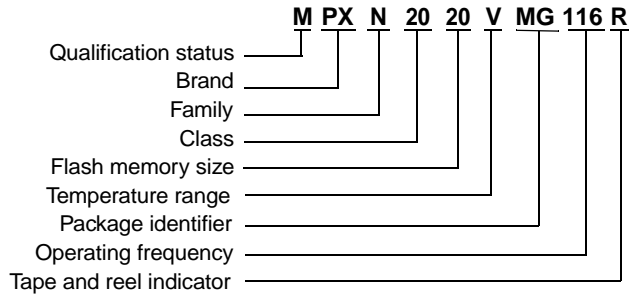 M PX N 20 20 V MG 116 R
Qualification status
Brand
Family
Class
Flash memory size
Temperature range
Package identifier
Operating frequency
Tape and reel indicator